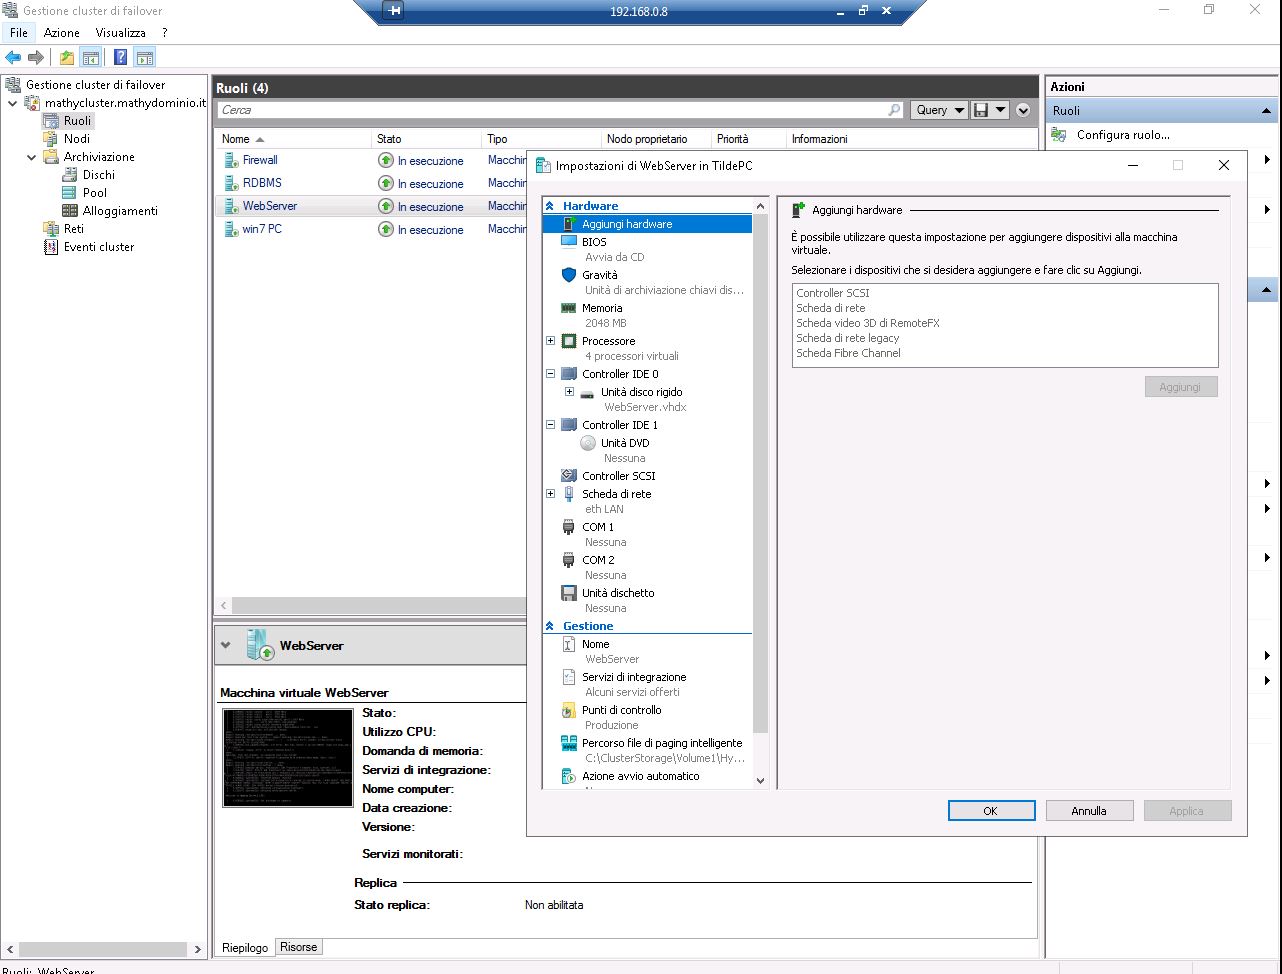 Gestione cluster di failover
192.168.0.8
File Azione Visualizza ?
Gestione cluster di failover
mathycluster.mathydominio.it
Ruoli
Nodi
Archiviazione
Dischi
Pool
Alloggiamenti
Reti
Eventi cluster
Ruoli (4)
Cerca
Query
Nome Stato Tipo Nodo proprietario Priorità Informazioni
Firewall In esecuzione Macchin
RDBMS In esecuzione Macchin
WebServer In esecuzione Macchin
win7 PC In esecuzione Macchin
WebServer
Macchina virtuale WebServer
Stato:
Utilizzo CPU:
Domanda di memoria:
Servizi di integrazione:
Nome computer:
Data creazione:
Versione:
Servizi monitorati:
Replica
Stato replica: Non abilitata
Riepilogo Risorse
Azioni
Ruoli
Configura ruolo...
Impostazioni di WebServer in TildePC
Hardware
Aggiungi hardware
BIOS
Avvia da CD
Gravità
Unità di archiviazione chiavi dis...
Memoria
2048 MB
Processore
4 processori virtuali
Controller IDE 0
Unità disco rigido
WebServer.vhdx
Controller IDE 1
Unità DVD
Nessuna
Controller SCSI
Scheda di rete
eth LAN
COM 1
Nessuna
COM 2
Nessuna
Unità dischetto
Nessuna
Gestione
Nome
WebServer
Servizi di integrazione
Alcuni servizi offerti
Punti di controllo
Produzione
Percorso file di paging intelligente
C:\ClusterStorage\Volume1\Hy...
Azione avvio automatico
Aggiungi hardware
È possibile utilizzare questa impostazione per aggiungere dispositivi alla macchina
virtuale.
Selezionare i dispositivi che si desidera aggiungere e fare clic su Aggiungi.
Controller SCSI
Scheda di rete
Scheda video 3D di RemoteFX
Scheda di rete legacy
Scheda Fibre Channel
Aggiungi
OK Annulla Applica
Ruoli: WebServer